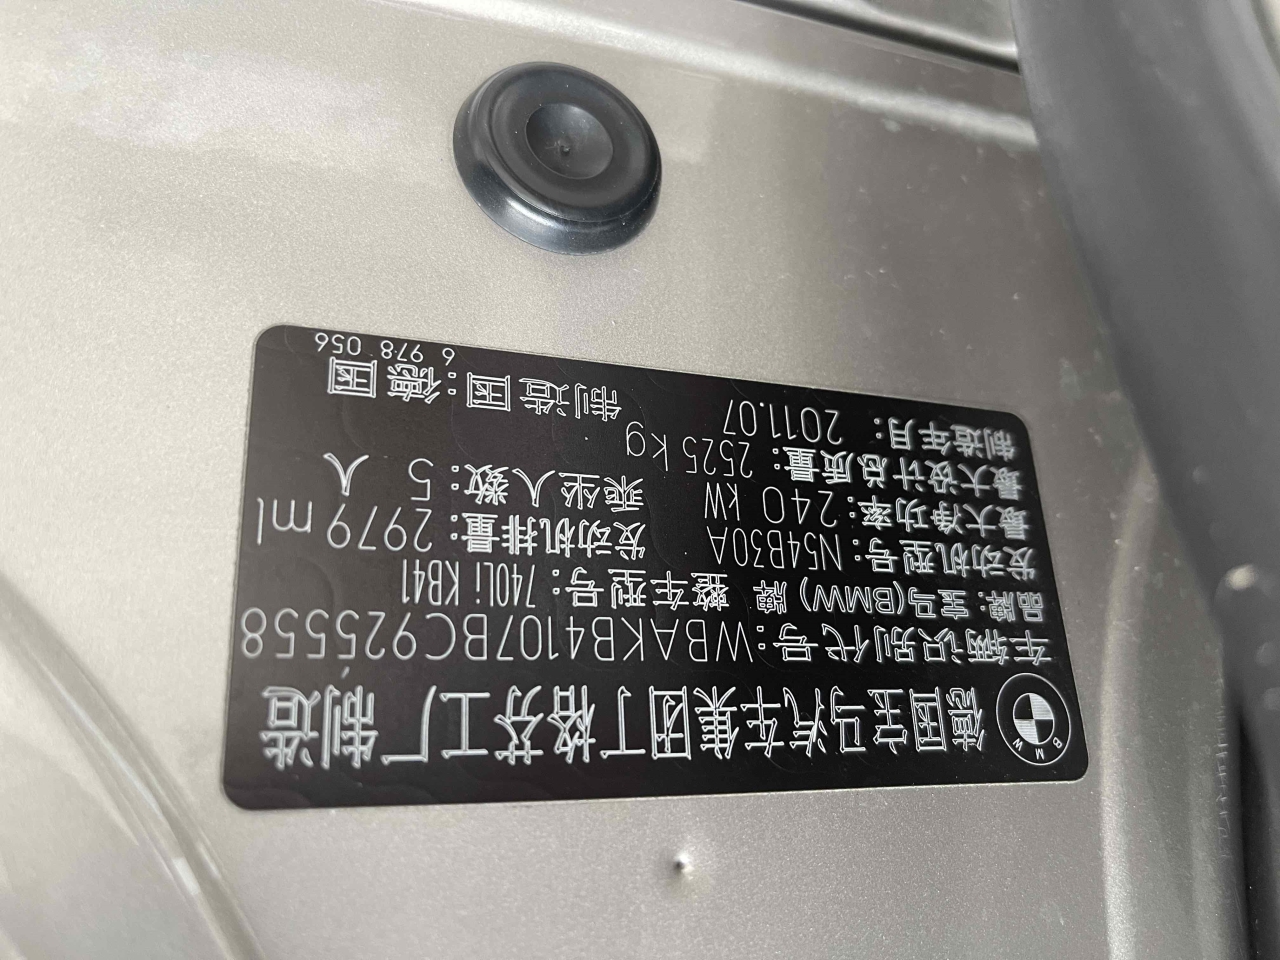 BMW 德国宝马汽车集团丁格芬工厂制造
车辆识别代号：WBAKB4107BC925558
品牌：宝马(BMW)牌 整车型号：740Li KB41
发动机型号：N54B30A 发动机排量：2979ml
最大净功率：240 kW 乘坐人数：5 人
最大设计总质量：2525kg
制造年月：2011.07 制造国：德国
6 978 056